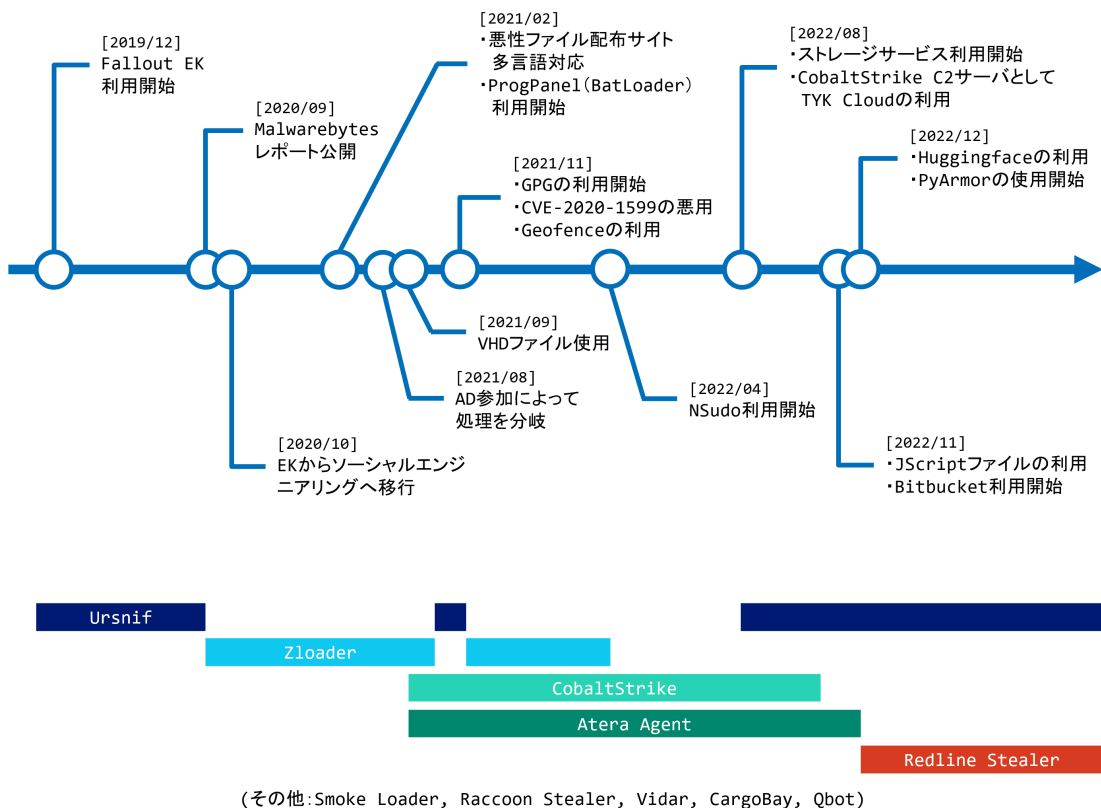 [2019/12]
Fallout EK
利用開始
[2020/09]
Malwarebytes
レポート公開
[2021/02]
・悪性ファイル配布サイト
多言語対応
・ProgPanel(BatLoader)
利用開始
[2021/11]
・GPGの利用開始
・CVE-2020-1599の悪用
・Geofenceの利用
[2022/08]
・ストレージサービス利用開始
・CobaltStrike C2サーバとして
TYK Cloudの利用
[2022/12]
・Huggingfaceの利用
・PyArmorの使用開始
[2020/10]
EKからソーシャルエンジ
ニアリングへ移行
[2021/08]
AD参加によって
処理を分岐
[2021/09]
VHDファイル使用
[2022/04]
NSudo利用開始
[2022/11]
・JScriptファイルの利用
・Bitbucket利用開始
Ursnif
Zloader
CobaltStrike
Atera Agent
Redline Stealer
(その他:Smoke Loader, Raccoon Stealer, Vidar, CargoBay, Qbot)